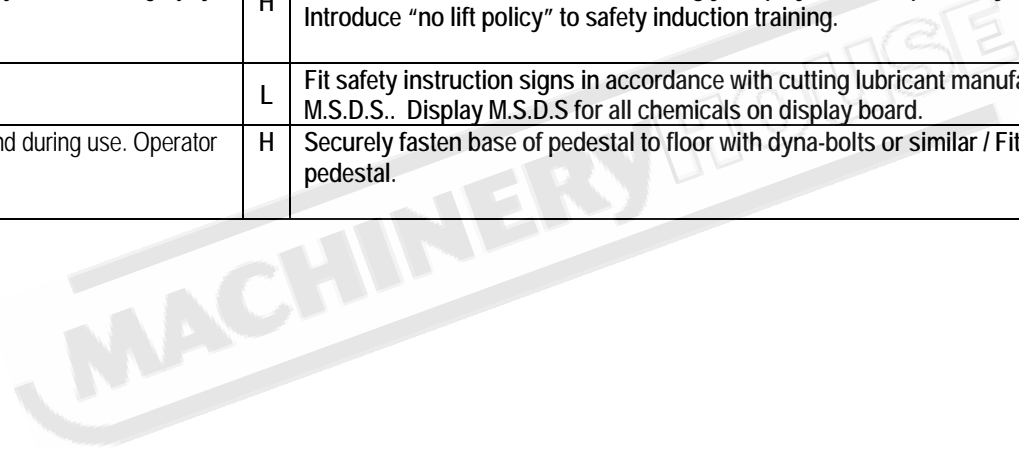 H
Introduce “no lift policy” to safety induction training.
L
Fit safety instruction signs in accordance with cutting lubricant
M.S.D.S.. Display M.S.D.S for all chemicals on display board.
during use. Operator
H
Securely fasten base of pedestal to floor with dyna-bolts or similar / Fit
pedestal.
MACHINERY HOUSE